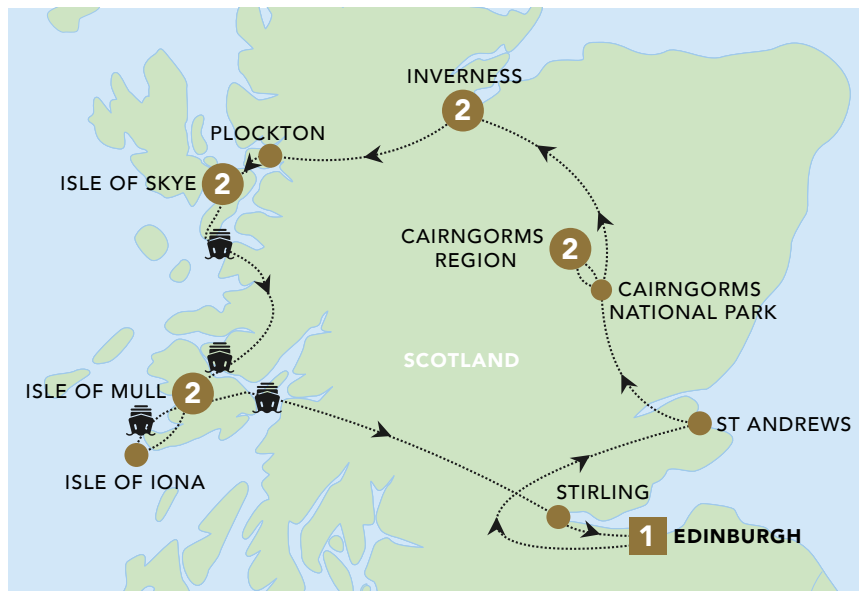 INVERNESS
2
PLOCKTON
ISLE OF SKYE
2
CAIRNGORMS
REGION
2
CAIRNGORMS
NATIONAL PARK
SCOTLAND
ISLE OF MULL
2
ST ANDREWS
ISLE OF IONA
STIRLING
1
EDINBURGH